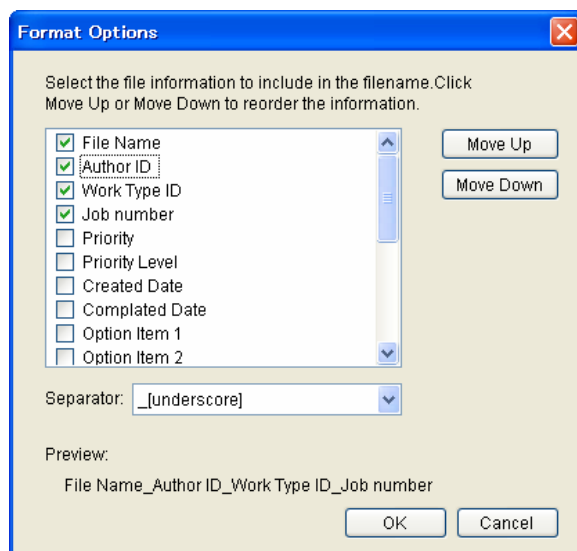 Format Options
Select the file information to include in the filename.Click
Move Up or Move Down to reorder the information.
File Name
Author ID
Work Type ID
Job number
Priority
Priority Level
Created Date
Complated Date
Option Item 1
Option Item 2
Move Up
Move Down
Separator: _[underscore]
Preview:
File Name_Author ID_Work Type ID_Job number
OK Cancel